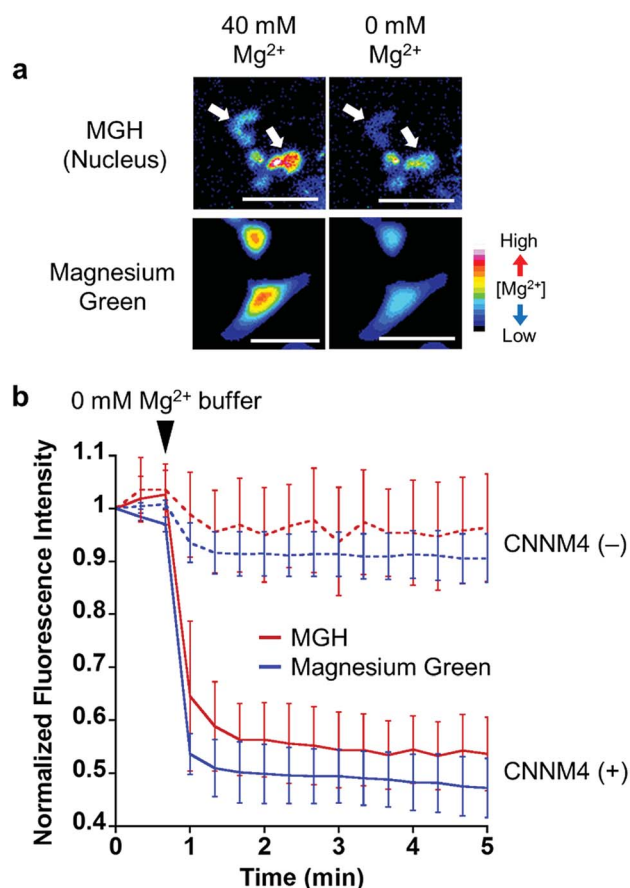 40 mM
Mg²⁺
0 mM
Mg²⁺
a
MGH
(Nucleus)
Magnesium
Green
High
[Mg²⁺]
Low
b
0 mM Mg²⁺ buffer
Normalized Fluorescence Intensity
1.1
1
0.9
0.8
0.7
0.6
0.5
0.4
CNNM4 (–)
MGH
Magnesium Green
CNNM4 (+)
0 1 2 3 4 5
Time (min)